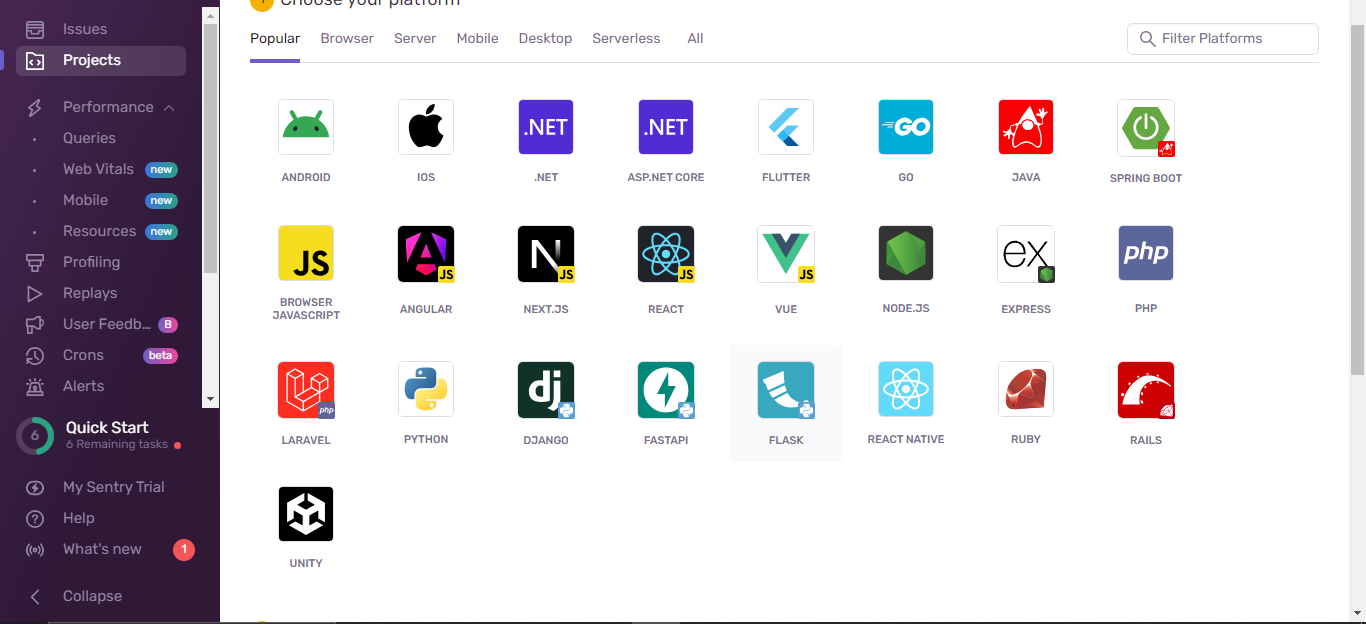 Issues
Projects
Performance
Queries
Web Vitals new
Mobile new
Resources new
Profiling
Replays
User Feedb... B
Crons beta
Alerts
6
Quick Start
6 Remaining tasks
My Sentry Trial
Help
What's new 1
Collapse
Choose your platform
Popular Browser Server Mobile Desktop Serverless All
Filter Platforms
.NET .NET GO
ANDROID IOS .NET ASP.NET CORE FLUTTER GO JAVA SPRING BOOT
JS JS N JS JS JS ex php
BROWSER
JAVASCRIPT
ANGULAR NEXT.JS REACT VUE NODE.JS EXPRESS PHP
php dj
LARAVEL PYTHON DJANGO FASTAPI FLASK REACT NATIVE RUBY RAILS
UNITY